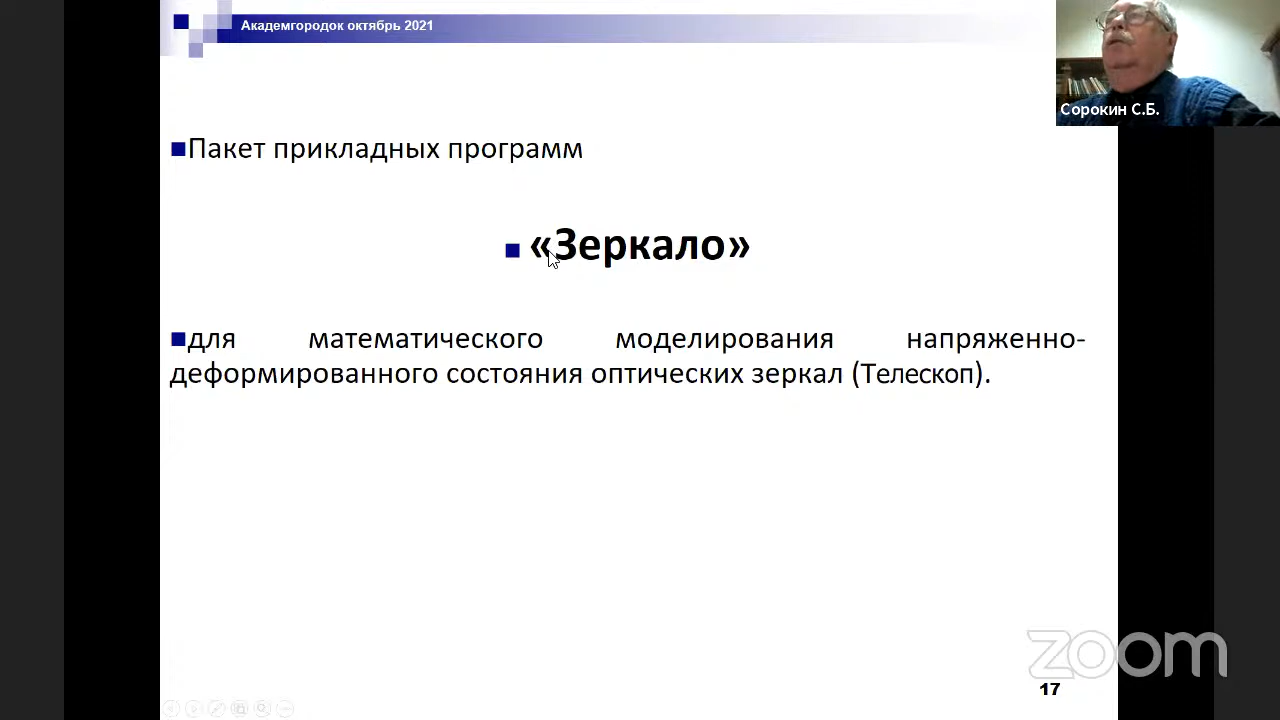 Академгородок октябрь 2021
Сорокин С.Б.
Пакет прикладных программ
«Зеркало»
для математического моделирования напряженно-
деформированного состояния оптических зеркал (Телескоп).
zoom
17